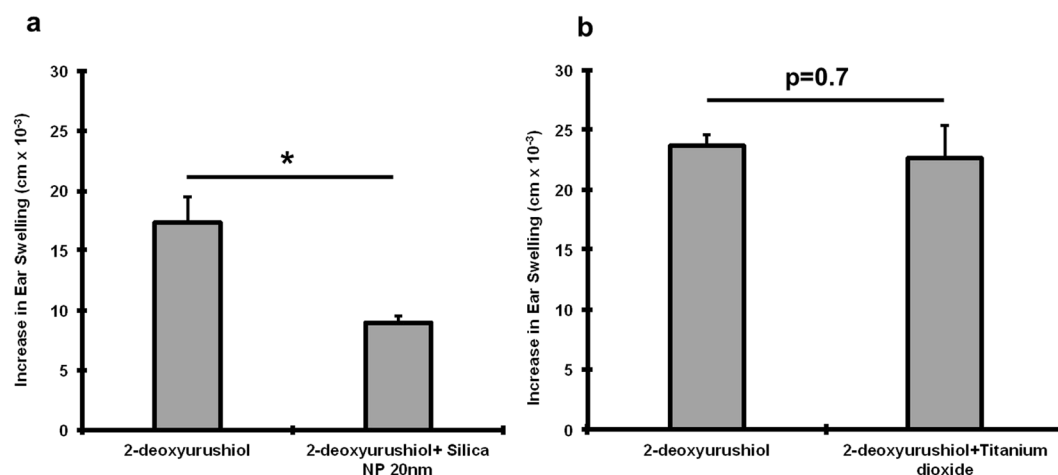 a
30
25
20
15
10
5
0
Increase in Ear Swelling (cm x 10⁻³)
*
2-deoxyurushiol
2-deoxyurushiol+ Silica
NP 20nm
b
30
25
20
15
10
5
0
Increase in Ear Swelling (cm x 10⁻³)
p=0.7
2-deoxyurushiol
2-deoxyurushiol+Titanium
dioxide